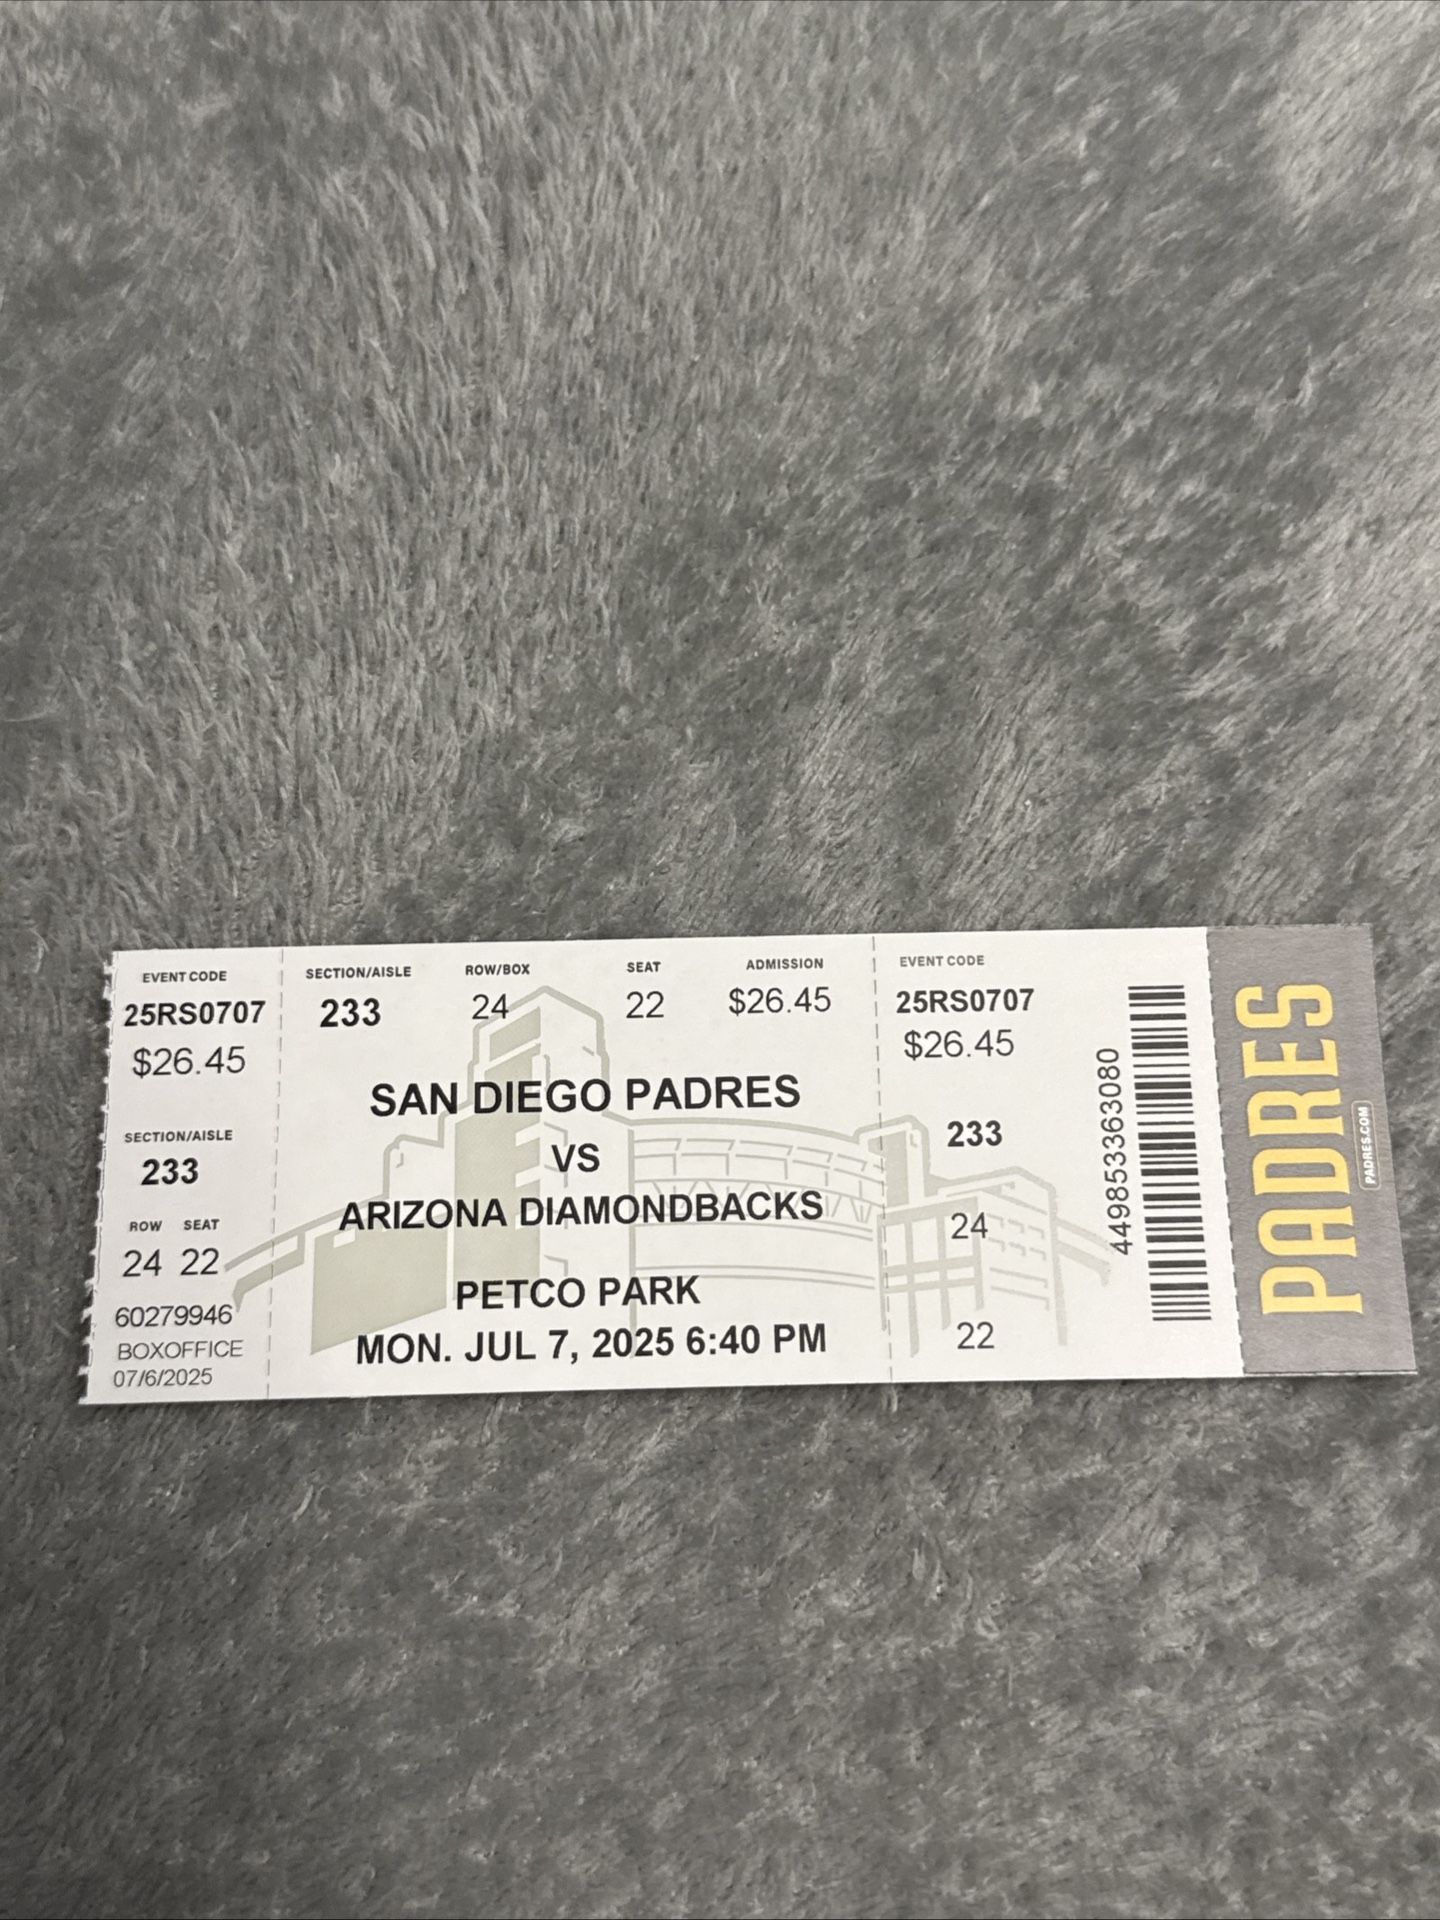 EVENT CODE
25RS0707
$26.45
SECTION/AISLE
233
ROW SEAT
24 22
60279946
BOXOFFICE
07/6/2025
SECTION/AISLE ROW/BOX SEAT ADMISSION
233 24 22 $26.45
SAN DIEGO PADRES
VS
ARIZONA DIAMONDBACKS
PETCO PARK
MON. JUL 7, 2025 6:40 PM
EVENT CODE
25RS0707
$26.45
233
24
22
449853363080
PADRES
PADRES.COM